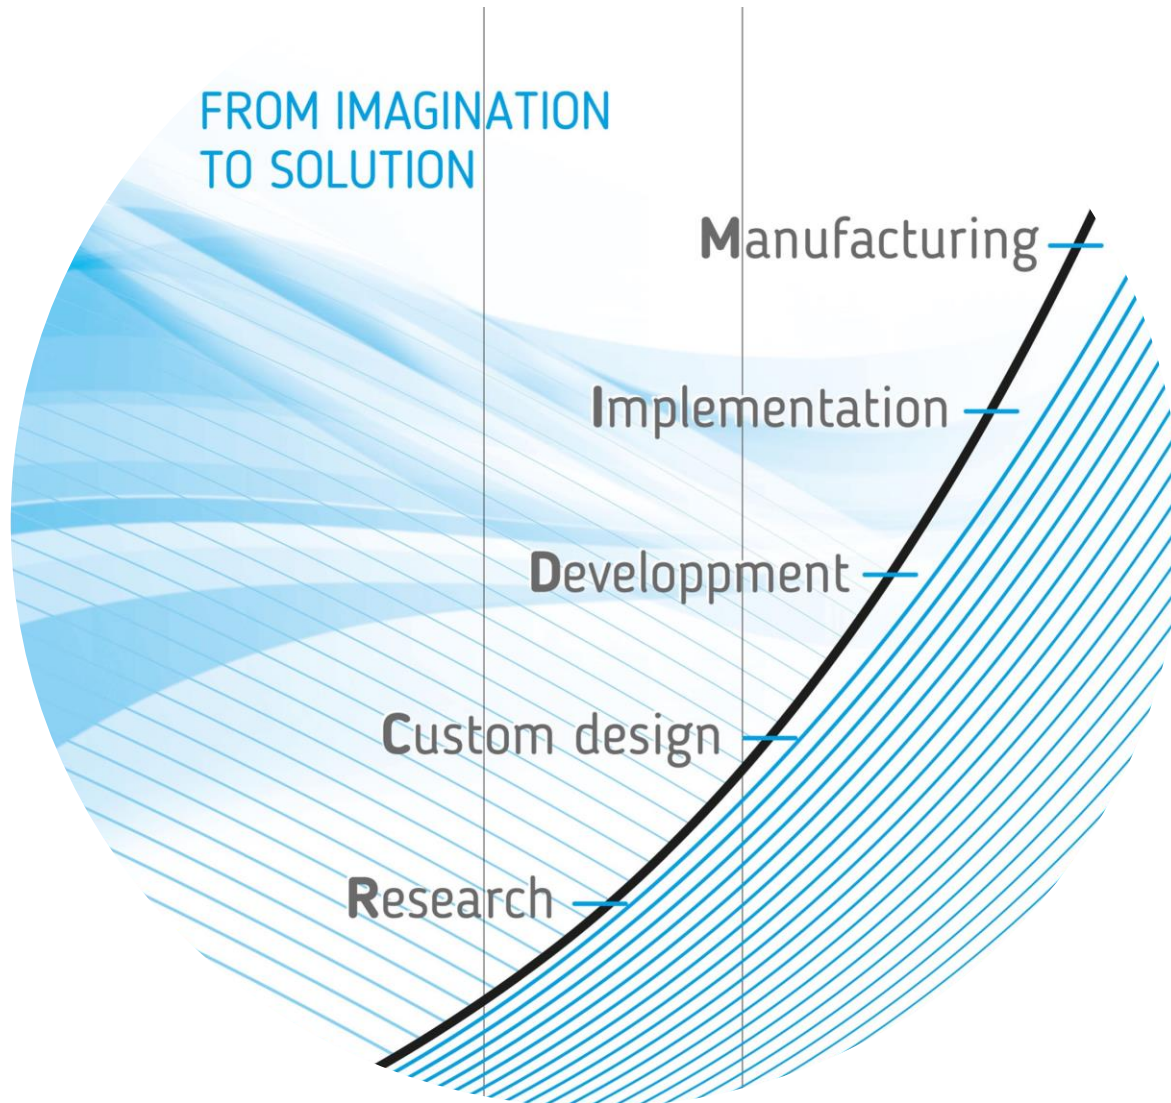 FROM IMAGINATION
TO SOLUTION
Manufacturing
Implementation
Developpment
Custom design
Research